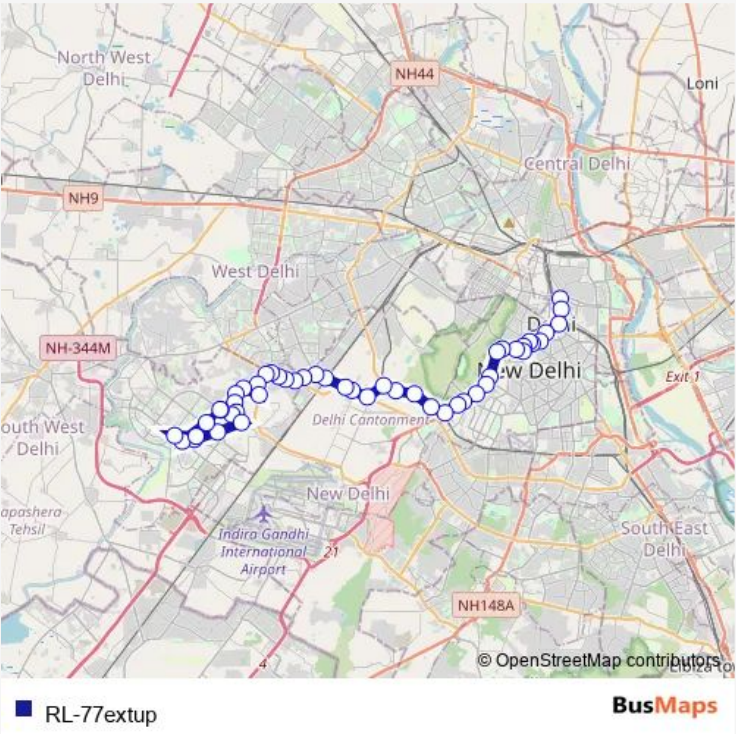 North West
Delhi
NH44
Loni
Central Delhi
NH9
West Delhi
NH-344M
New Delhi
Exit 1
outh West
Delhi
Delhi Cantonment
apashera
Tehsil
New Delhi
Indira Gandhi
International
Airport
21
South East
Delhi
NH148A
4
© OpenStreetMap contributors
RL-77extup
BusMaps